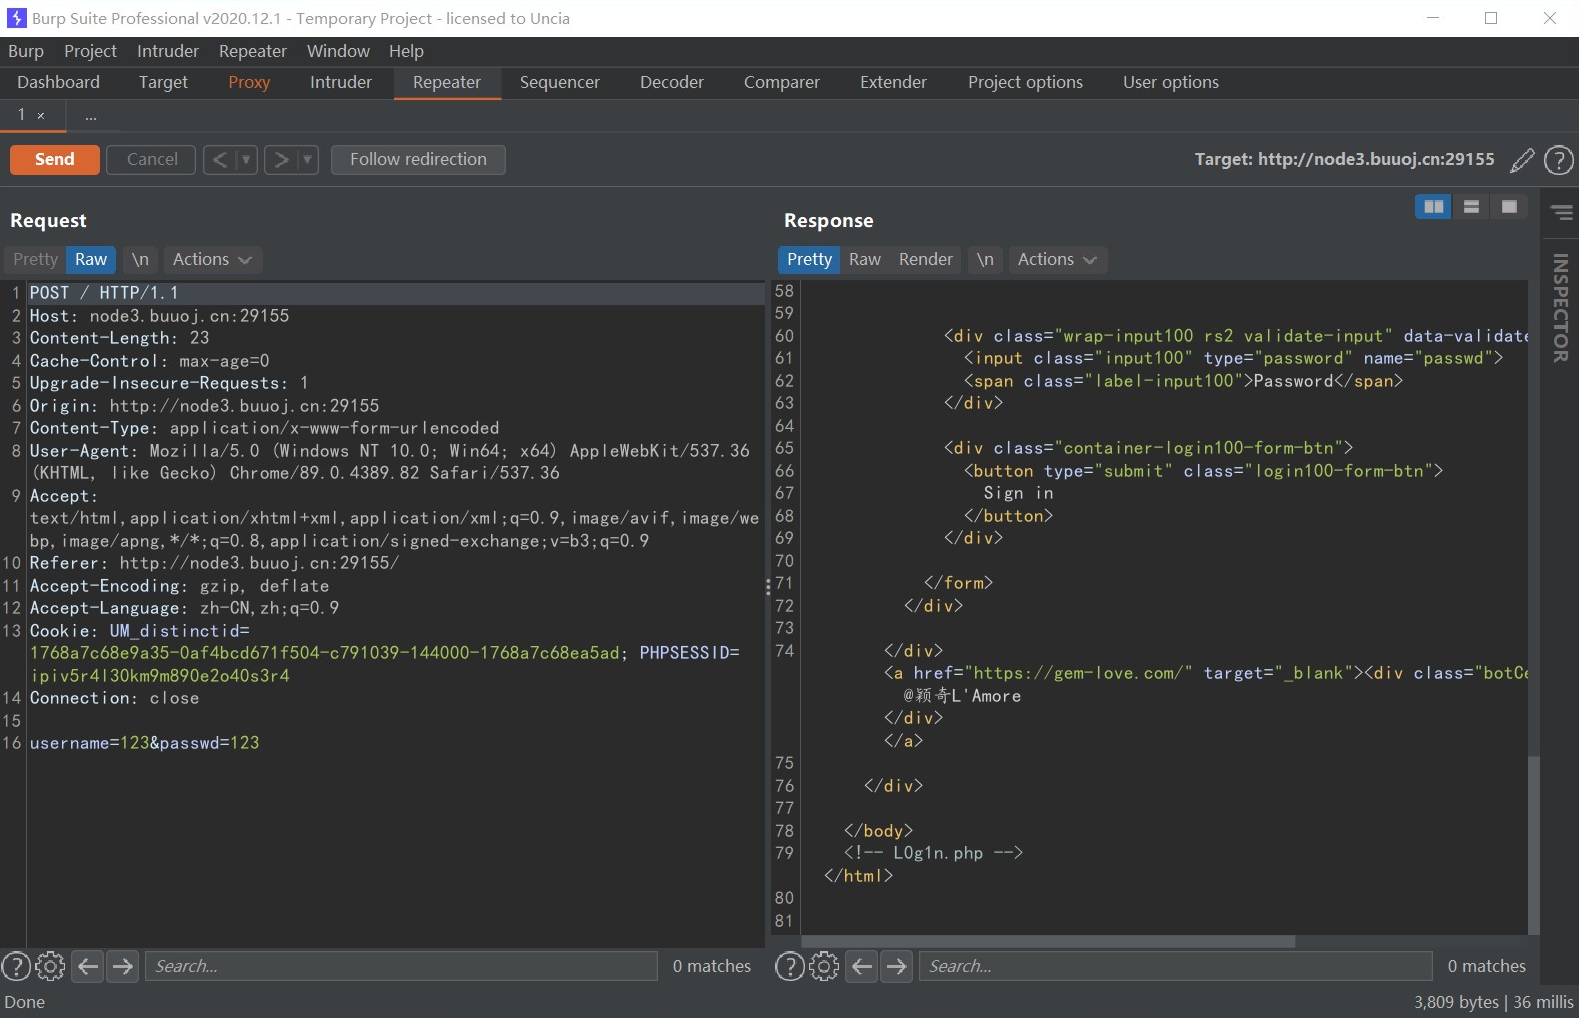 Burp Suite Professional v2020.12.1 - Temporary Project - licensed to Uncia
Burp Project Intruder Repeater Window Help
Dashboard Target Proxy Intruder Repeater Sequencer Decoder Comparer Extender Project options User options
1 × ...
Send Cancel < > Follow redirection Target: http://node3.buuoj.cn:29155
Request
Pretty Raw \n Actions
1 POST / HTTP/1.1
2 Host: node3.buuoj.cn:29155
3 Content-Length: 23
4 Cache-Control: max-age=0
5 Upgrade-Insecure-Requests: 1
6 Origin: http://node3.buuoj.cn:29155
7 Content-Type: application/x-www-form-urlencoded
8 User-Agent: Mozilla/5.0 (Windows NT 10.0; Win64; x64) AppleWebKit/537.36
(KHTML, like Gecko) Chrome/89.0.4389.82 Safari/537.36
9 Accept:
text/html,application/xhtml+xml,application/xml;q=0.9,image/avif,image/we
bp,image/apng,*/*;q=0.8,application/signed-exchange;v=b3;q=0.9
10 Referer: http://node3.buuoj.cn:29155/
11 Accept-Encoding: gzip, deflate
12 Accept-Language: zh-CN,zh;q=0.9
13 Cookie: UM_distinctid=
1768a7c68e9a35-0af4bcd671f504-c791039-144000-1768a7c68ea5ad; PHPSESSID=
ipiv5r4l30km9m890e2o40s3r4
14 Connection: close
15
16 username=123&passwd=123
Search... 0 matches
Response
Pretty Raw Render \n Actions
58
59
60 <div class="wrap-input100 rs2 validate-input" data-validate
61 <input class="input100" type="password" name="passwd">
62 <span class="label-input100">Password</span>
63 </div>
64
65 <div class="container-login100-form-btn">
66 <button type="submit" class="login100-form-btn">
67 Sign in
68 </button>
69 </div>
70
71 </form>
72 </div>
73
74 </div>
<a href="https://gem-love.com/" target="_blank"><div class="botCe
@颖奇L'Amore
</div>
</a>
75
76 </div>
77
78 </body>
79 <!-- L0g1n.php -->
</html>
80
81
Search... 0 matches
INSPECTOR
Done
3,809 bytes | 36 millis